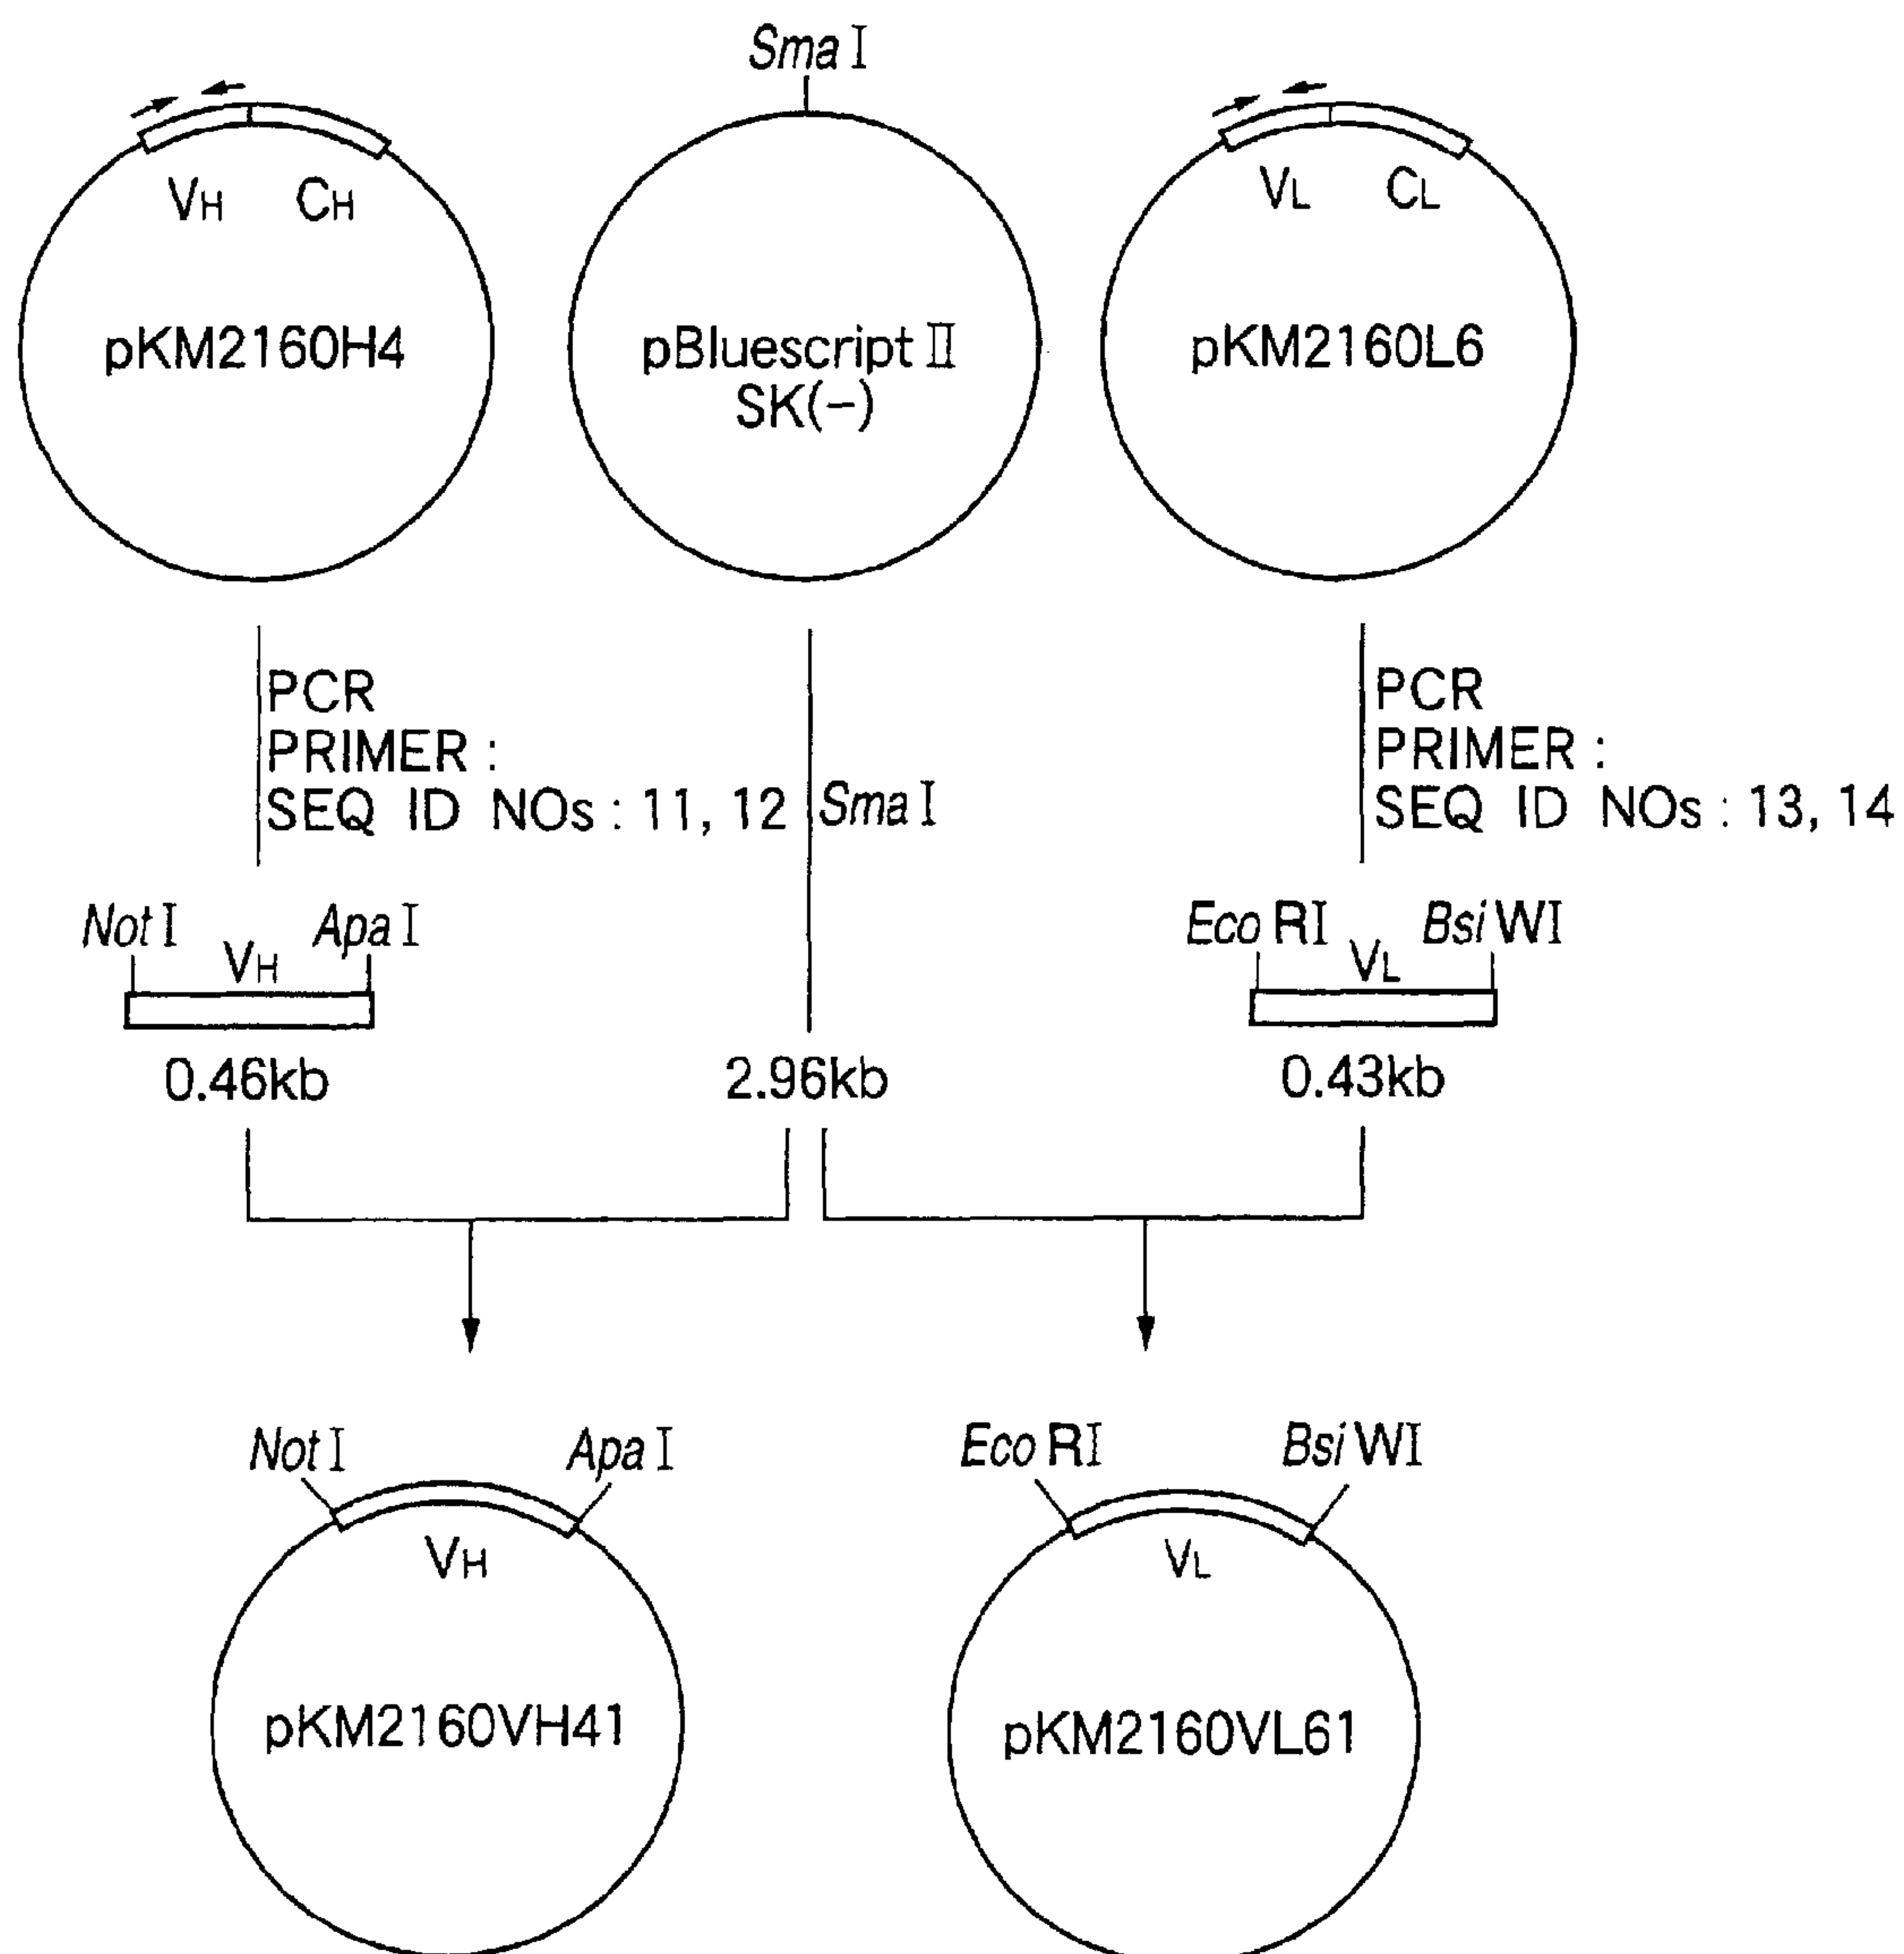 Sma I
VH CH
pKM2160H4
pBluescript II
SK(-)
VL CL
pKM2160L6
PCR
PRIMER :
SEQ ID NOs : 11, 12
Sma I
PCR
PRIMER :
SEQ ID NOs : 13, 14
Not I VH Apa I
0.46kb
2.96kb
Eco RI VL Bsi WI
0.43kb
Not I Apa I
VH
pKM2160VH41
Eco RI Bsi WI
VL
pKM2160VL61